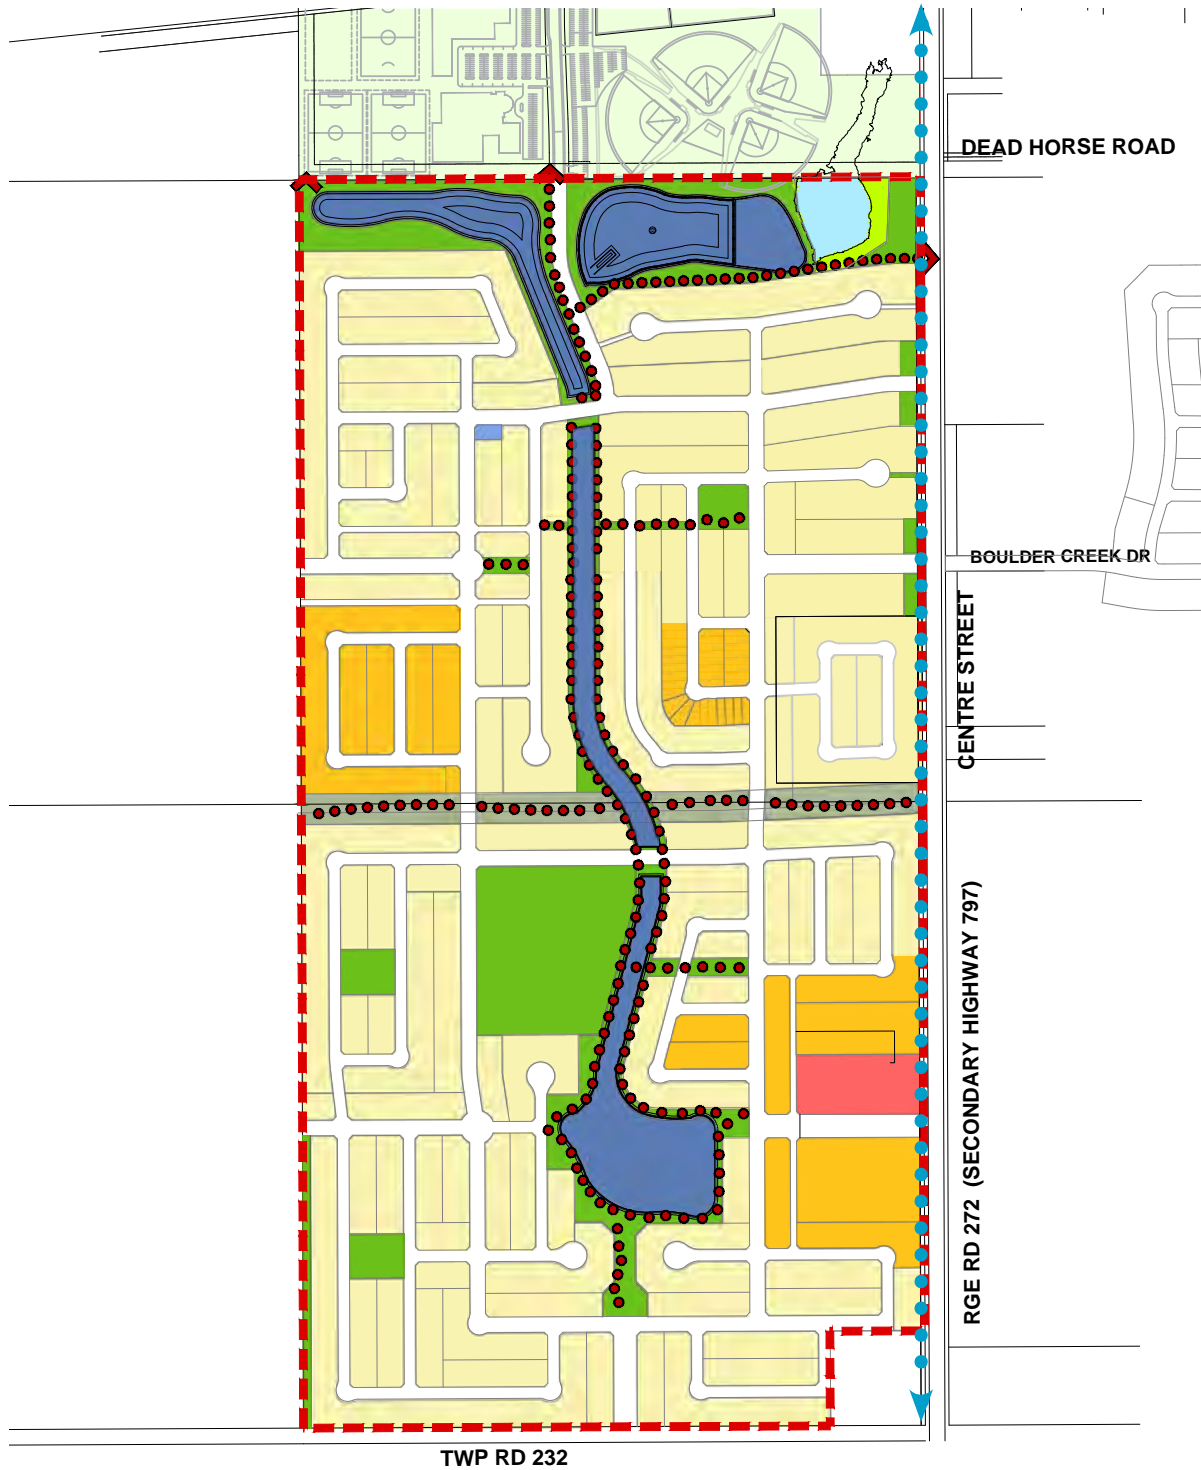 DEAD HORSE ROAD
BOULDER CREEK DR
CENTRE STREET
RGE RD 272 (SECONDARY HIGHWAY 797)
TWP RD 232